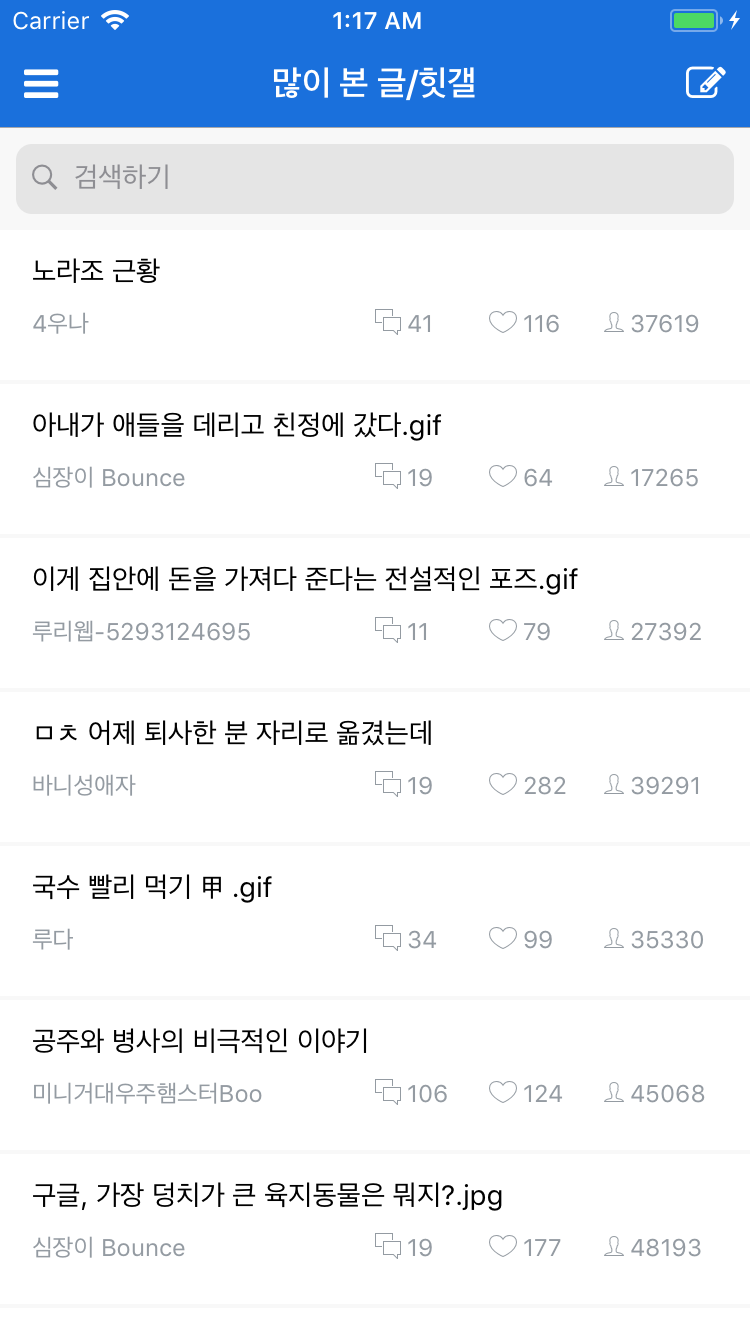 Carrier 1:17 AM
많이 본 글/힛갤
검색하기
노라조 근황
4우나 41 116 37619
아내가 애들을 데리고 친정에 갔다.gif
심장이 Bounce 19 64 17265
이게 집안에 돈을 가져다 준다는 전설적인 포즈.gif
루리웹-5293124695 11 79 27392
ㅁㅊ 어제 퇴사한 분 자리로 옮겼는데
바니성애자 19 282 39291
국수 빨리 먹기 甲 .gif
루다 34 99 35330
공주와 병사의 비극적인 이야기
미니거대우주햄스터Boo 106 124 45068
구글, 가장 덩치가 큰 육지동물은 뭐지?.jpg
심장이 Bounce 19 177 48193